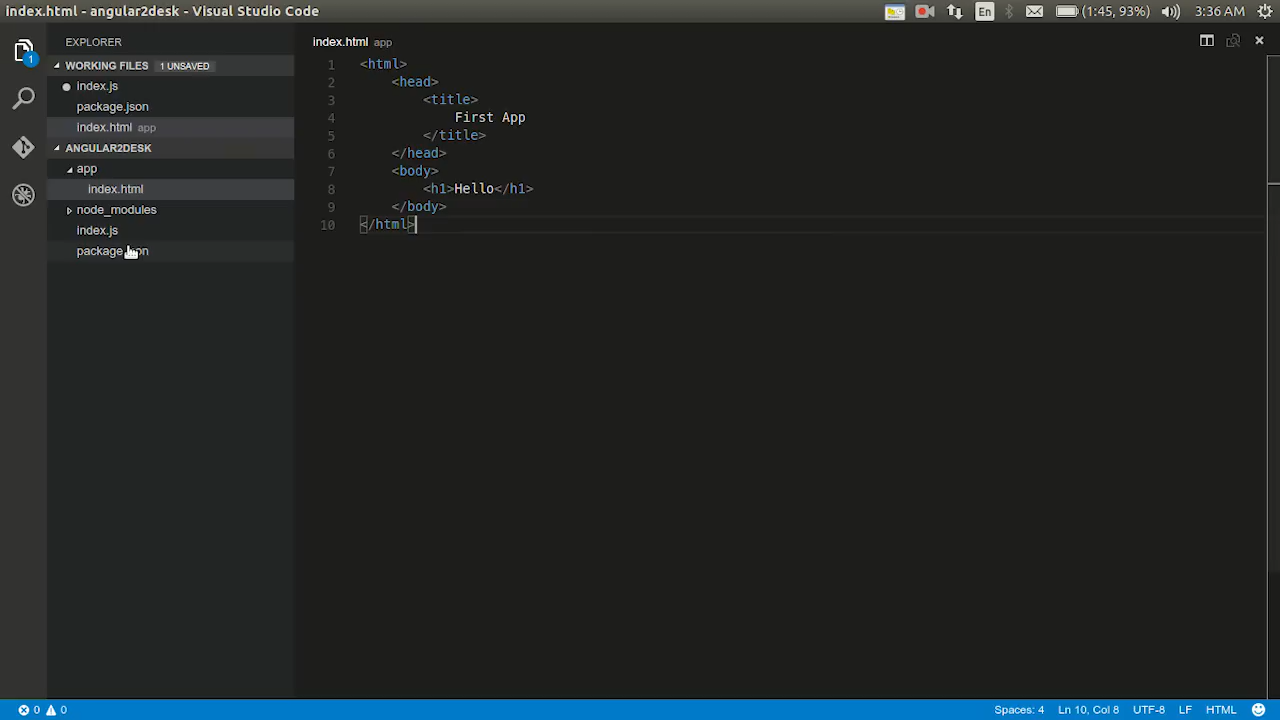 index.html - angular2desk - Visual Studio Code
En
(1:45, 93%)
3:36 AM
EXPLORER
1
WORKING FILES 1 UNSAVED
index.js
package.json
index.html app
ANGULAR2DESK
app
index.html
node_modules
index.js
index.html app
1 <html>
2 <head>
3 <title>
4 First App
5 </title>
6 </head>
7 <body>
8 <h1>Hello</h1>
9 </body>
10 </html>
0 0
Spaces: 4
Ln 10, Col 8
UTF-8
LF
HTML